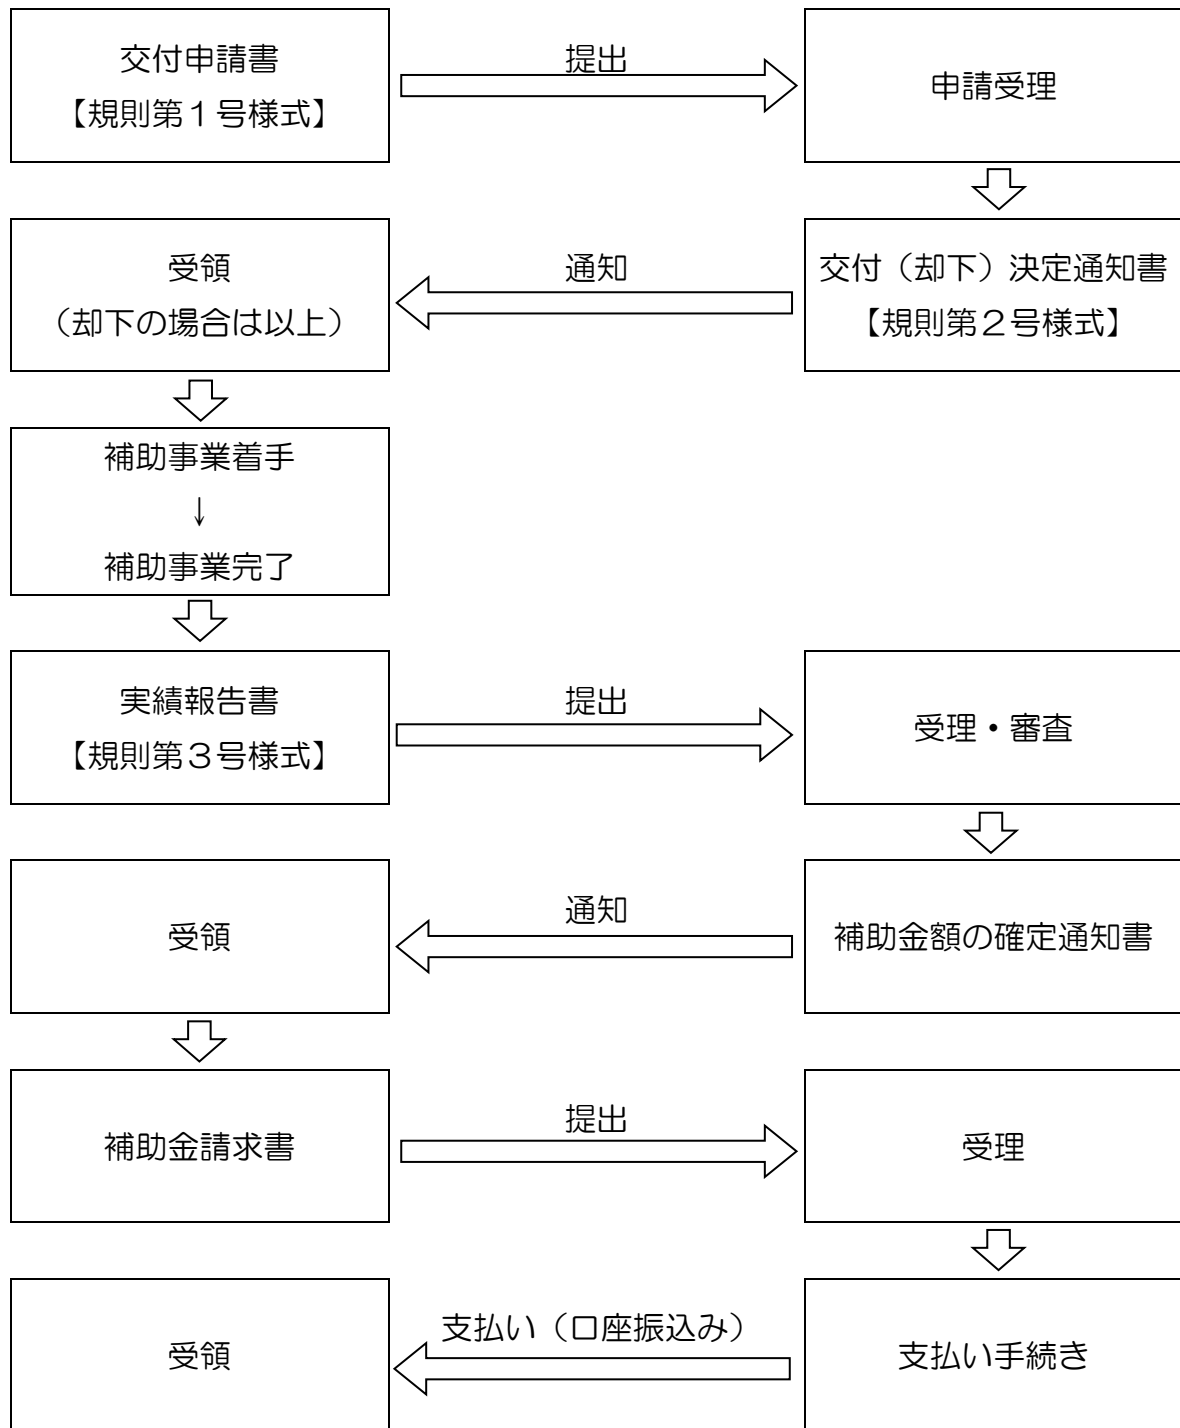 交付申請書
【規則第１号様式】
提出
申請受理
受領
（却下の場合は以上）
通知
交付（却下）決定通知書
【規則第２号様式】
補助事業着手
↓
補助事業完了
実績報告書
【規則第３号様式】
提出
受理・審査
受領
通知
補助金額の確定通知書
補助金請求書
提出
受理
受領
支払い（口座振込み）
支払い手続き